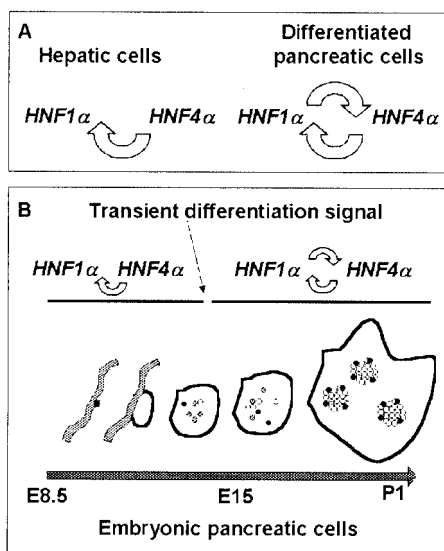 A
Hepatic cells
Differentiated
pancreatic cells
HNF1α HNF4α HNF1α HNF4α
B
Transient differentiation signal
HNF1α HNF4α HNF1α HNF4α
E8.5 E15 P1
Embryonic pancreatic cells